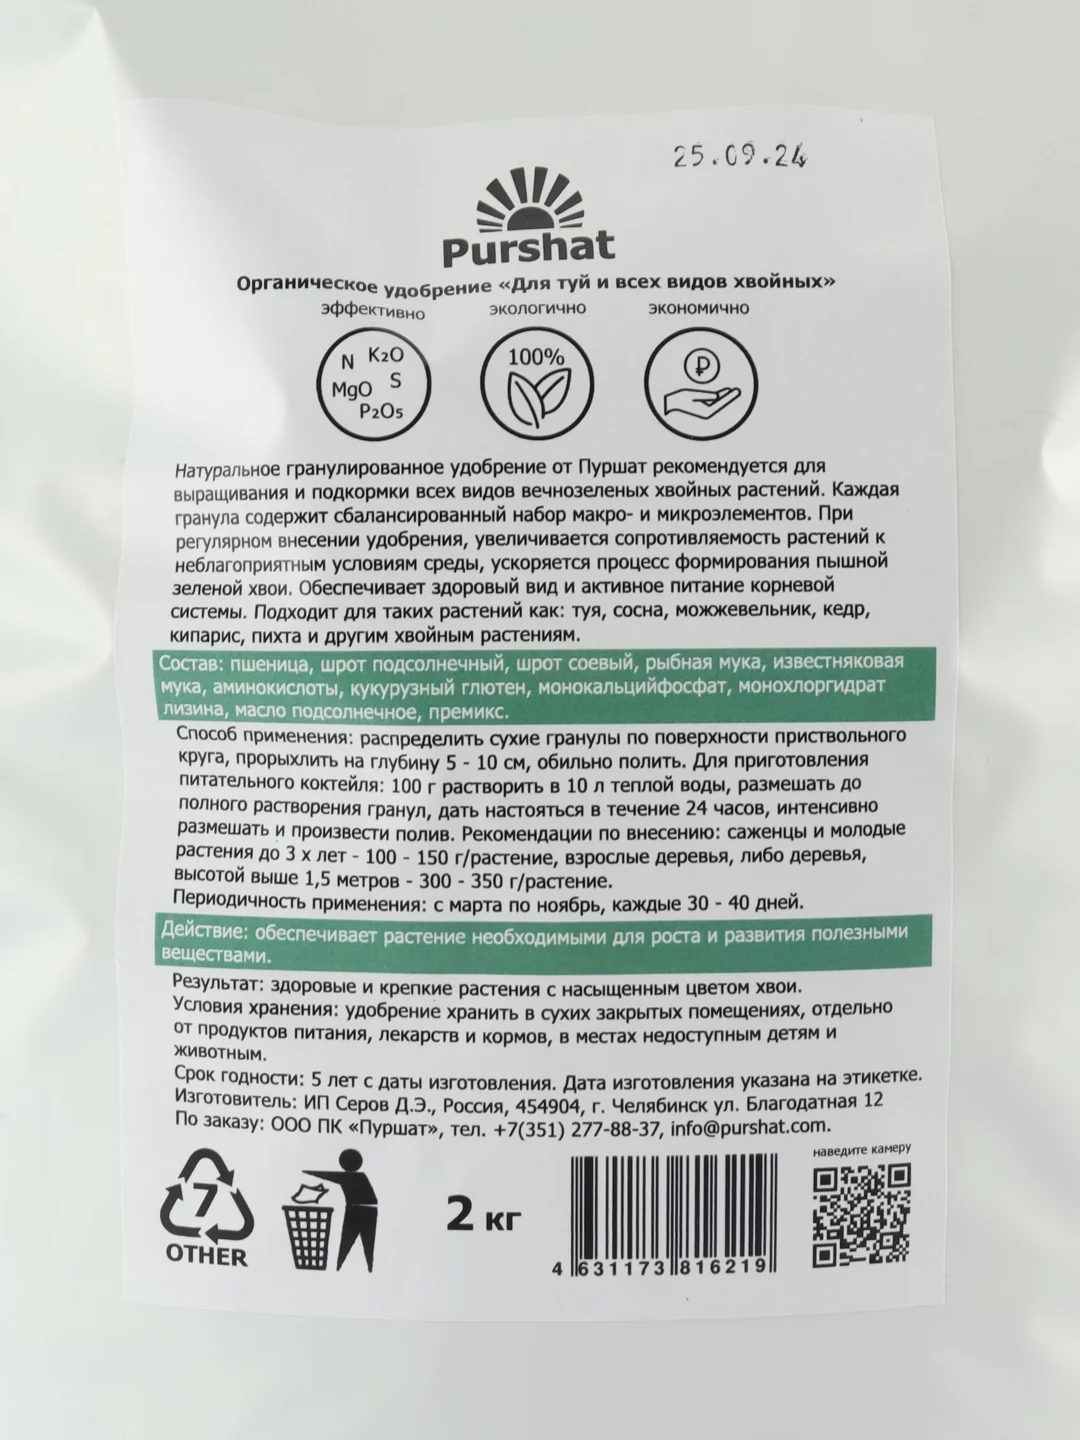 25.09.24
Purshat
Органическое удобрение «Для туй и всех видов хвойных»
эффективно экологично экономично
N K2O
MgO S
P2O5
100%
₽
Натуральное гранулированное удобрение от Пуршат рекомендуется для
выращивания и подкормки всех видов вечнозеленых хвойных растений. Каждая
гранула содержит сбалансированный набор макро- и микроэлементов. При
регулярном внесении удобрения, увеличивается сопротивляемость растений к
неблагоприятным условиям среды, ускоряется процесс формирования пышной
зеленой хвои. Обеспечивает здоровый вид и активное питание корневой
системы. Подходит для таких растений как: туя, сосна, можжевельник, кедр,
кипарис, пихта и другим хвойным растениям.
Состав: пшеница, шрот подсолнечный, шрот соевый, рыбная мука, известняковая
мука, аминокислоты, кукурузный глютен, монокальцийфосфат, монохлоргидрат
лизина, масло подсолнечное, премикс.
Способ применения: распределить сухие гранулы по поверхности приствольного
круга, прорыхлить на глубину 5 - 10 см, обильно полить. Для приготовления
питательного коктейля: 100 г растворить в 10 л теплой воды, размешать до
полного растворения гранул, дать настояться в течение 24 часов, интенсивно
размешать и произвести полив. Рекомендации по внесению: саженцы и молодые
растения до 3 х лет - 100 - 150 г/растение, взрослые деревья, либо деревья,
высотой выше 1,5 метров - 300 - 350 г/растение.
Периодичность применения: с марта по ноябрь, каждые 30 - 40 дней.
Действие: обеспечивает растение необходимыми для роста и развития полезными
веществами.
Результат: здоровые и крепкие растения с насыщенным цветом хвои.
Условия хранения: удобрение хранить в сухих закрытых помещениях, отдельно
от продуктов питания, лекарств и кормов, в местах недоступным детям и
животным.
Срок годности: 5 лет с даты изготовления. Дата изготовления указана на этикетке.
Изготовитель: ИП Серов Д.Э., Россия, 454904, г. Челябинск ул. Благодатная 12
По заказу: ООО ПК «Пуршат», тел. +7(351) 277-88-37, info@purshat.com.
наведите камеру
7
OTHER
2 кг
4 631173 816219